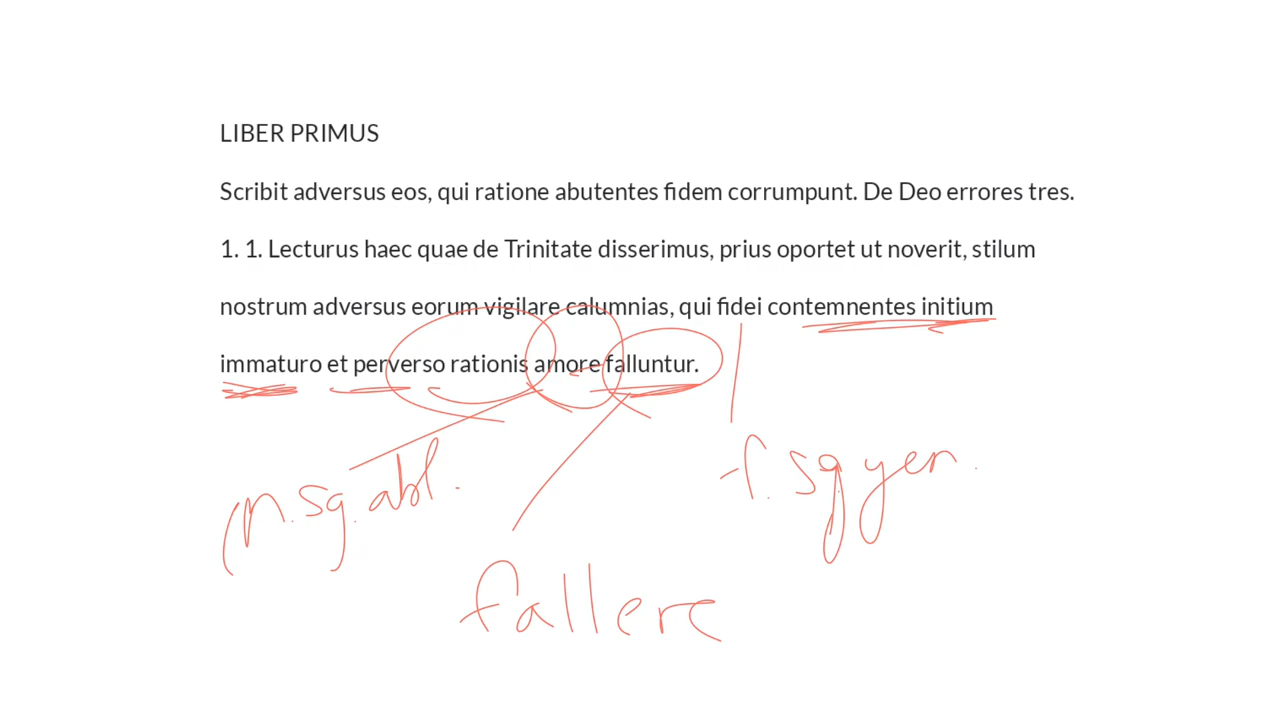 LIBER PRIMUS
Scribit adversus eos, qui ratione abutentes fidem corrumpunt. De Deo errores tres.
1. 1. Lecturus haec quae de Trinitate disserimus, prius oportet ut noverit, stilum
nostrum adversus eorum vigilare calumnias, qui fidei contemnentes initium
immaturo et perverso rationis amore falluntur.
m. sg. abl.
f. sg gen.
fallere